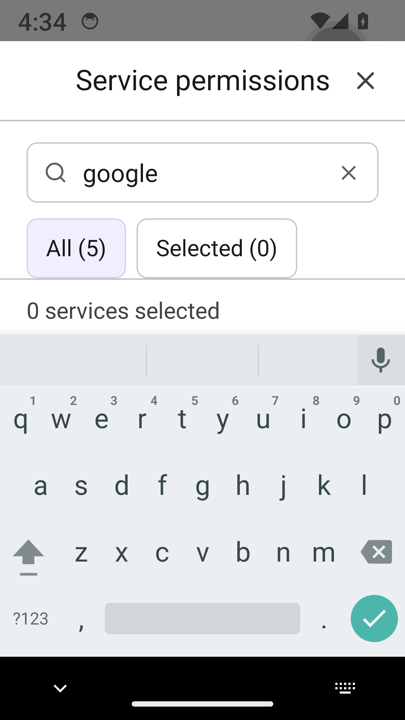 4:34
Service permissions
google
All (5)
Selected (0)
0 services selected
1 2 3 4 5 6 7 8 9 0
q w e r t y u i o p
a s d f g h j k l
z x c v b n m
?123 , .